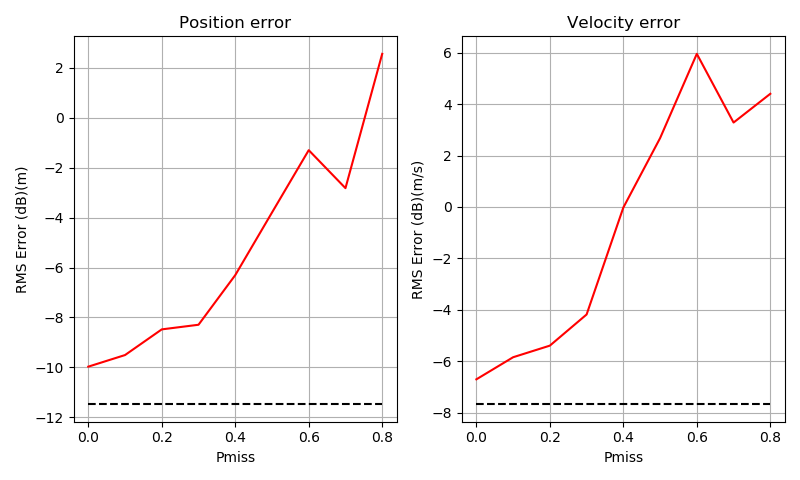 Position error
RMS Error (dB)(m)
2
0
−2
−4
−6
−8
−10
−12
0.0 0.2 0.4 0.6 0.8
Pmiss
Velocity error
RMS Error (dB)(m/s)
6
4
2
0
−2
−4
−6
−8
0.0 0.2 0.4 0.6 0.8
Pmiss